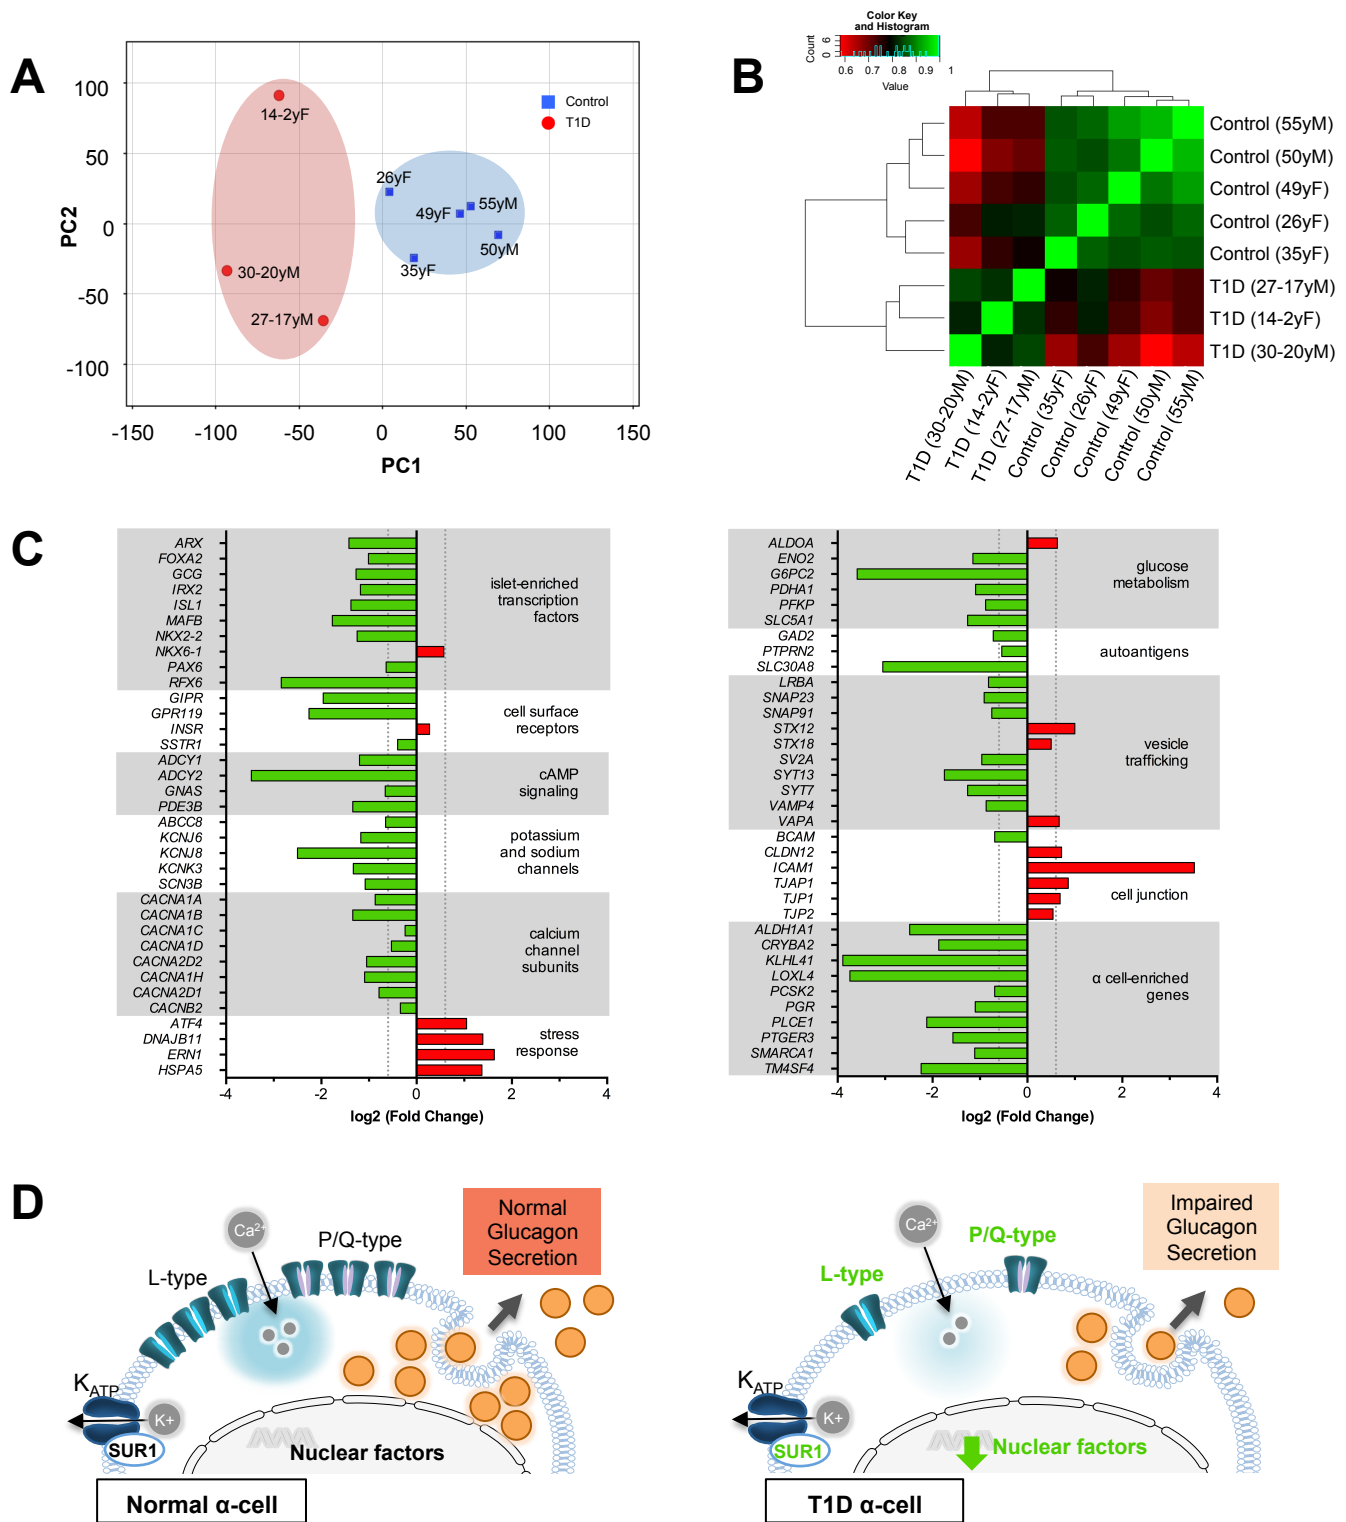 A
100
50
0
-50
-100
PC2
-150
-100
-50
0
50
100
150
PC1
Control
T1D
14-2yF
30-20yM
27-17yM
26yF
49yF
55yM
50yM
35yF
B
Color Key
and Histogram
Count
0
6
0.6
0.7
0.8
0.9
1
Value
Control (55yM)
Control (50yM)
Control (49yF)
Control (26yF)
Control (35yF)
T1D (27-17yM)
T1D (14-2yF)
T1D (30-20yM)
T1D (30-20yM)
T1D (14-2yF)
T1D (27-17yM)
Control (35yF)
Control (26yF)
Control (49yF)
Control (50yM)
Control (55yM)
C
ARX
FOXA2
GCG
IRX2
ISL1
MAFB
NKX2-2
NKX6-1
PAX6
RFX6
islet-enriched
transcription
factors
GIPR
GPR119
INSR
SSTR1
cell surface
receptors
ADCY1
ADCY2
GNAS
PDE3B
cAMP
signaling
ABCC8
KCNJ6
KCNJ8
KCNK3
SCN3B
potassium
and sodium
channels
CACNA1A
CACNA1B
CACNA1C
CACNA1D
CACNA2D2
CACNA1H
CACNA2D1
CACNB2
calcium
channel
subunits
ATF4
DNAJB11
ERN1
HSPA5
stress
response
-4
-2
0
2
4
log2 (Fold Change)
ALDOA
ENO2
G6PC2
PDHA1
PFKP
SLC5A1
glucose
metabolism
GAD2
PTPRN2
SLC30A8
autoantigens
LRBA
SNAP23
SNAP91
STX12
STX18
SV2A
SYT13
SYT7
VAMP4
VAPA
vesicle
trafficking
BCAM
CLDN12
ICAM1
TJAP1
TJP1
TJP2
cell junction
ALDH1A1
CRYBA2
KLHL41
LOXL4
PCSK2
PGR
PLCE1
PTGER3
SMARCA1
TM4SF4
α cell-enriched
genes
-4
-2
0
2
4
log2 (Fold Change)
D
Normal
Glucagon
Secretion
Ca2+
P/Q-type
L-type
KATP
K+
SUR1
Nuclear factors
Normal α-cell
Impaired
Glucagon
Secretion
Ca2+
P/Q-type
L-type
KATP
K+
SUR1
Nuclear factors
T1D α-cell